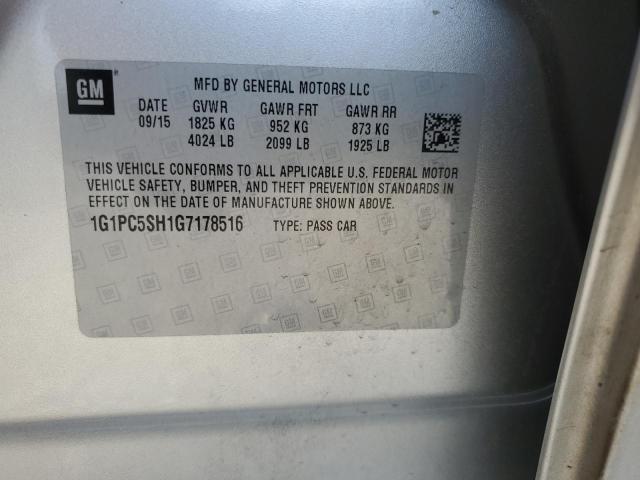 GM
MFD BY GENERAL MOTORS LLC
DATE GVWR GAWR FRT GAWR RR
09/15 1825 KG 952 KG 873 KG
4024 LB 2099 LB 1925 LB
THIS VEHICLE CONFORMS TO ALL APPLICABLE U.S. FEDERAL MOTOR
VEHICLE SAFETY, BUMPER, AND THEFT PREVENTION STANDARDS IN
EFFECT ON THE DATE OF MANUFACTURE SHOWN ABOVE.
1G1PC5SH1G7178516 TYPE: PASS CAR